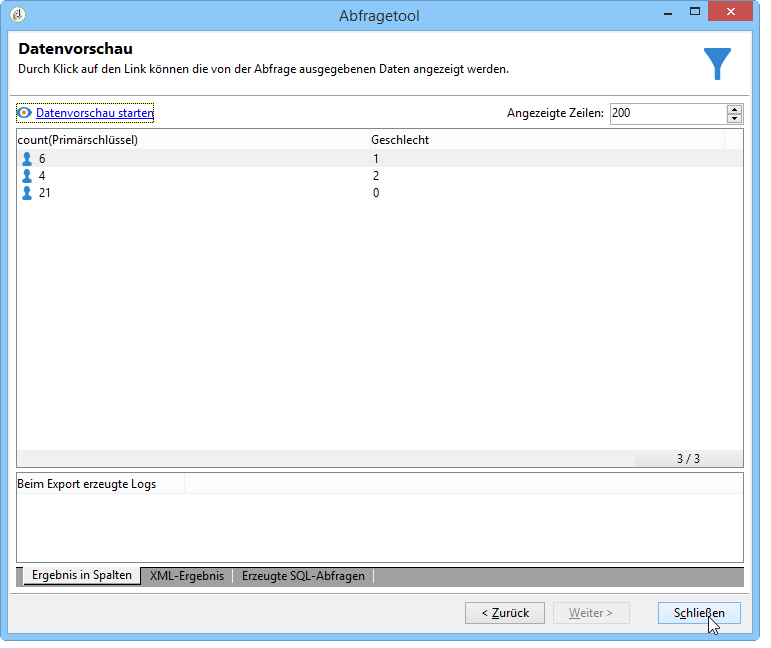 Abfragetool
Datenvorschau
Durch Klick auf den Link können die von der Abfrage ausgegebenen Daten angezeigt werden.
Datenvorschau starten Angezeigte Zeilen: 200
count(Primärschlüssel) Geschlecht
6 1
4 2
21 0
3 / 3
Beim Export erzeugte Logs
Ergebnis in Spalten XML-Ergebnis Erzeugte SQL-Abfragen
< Zurück Weiter > Schließen